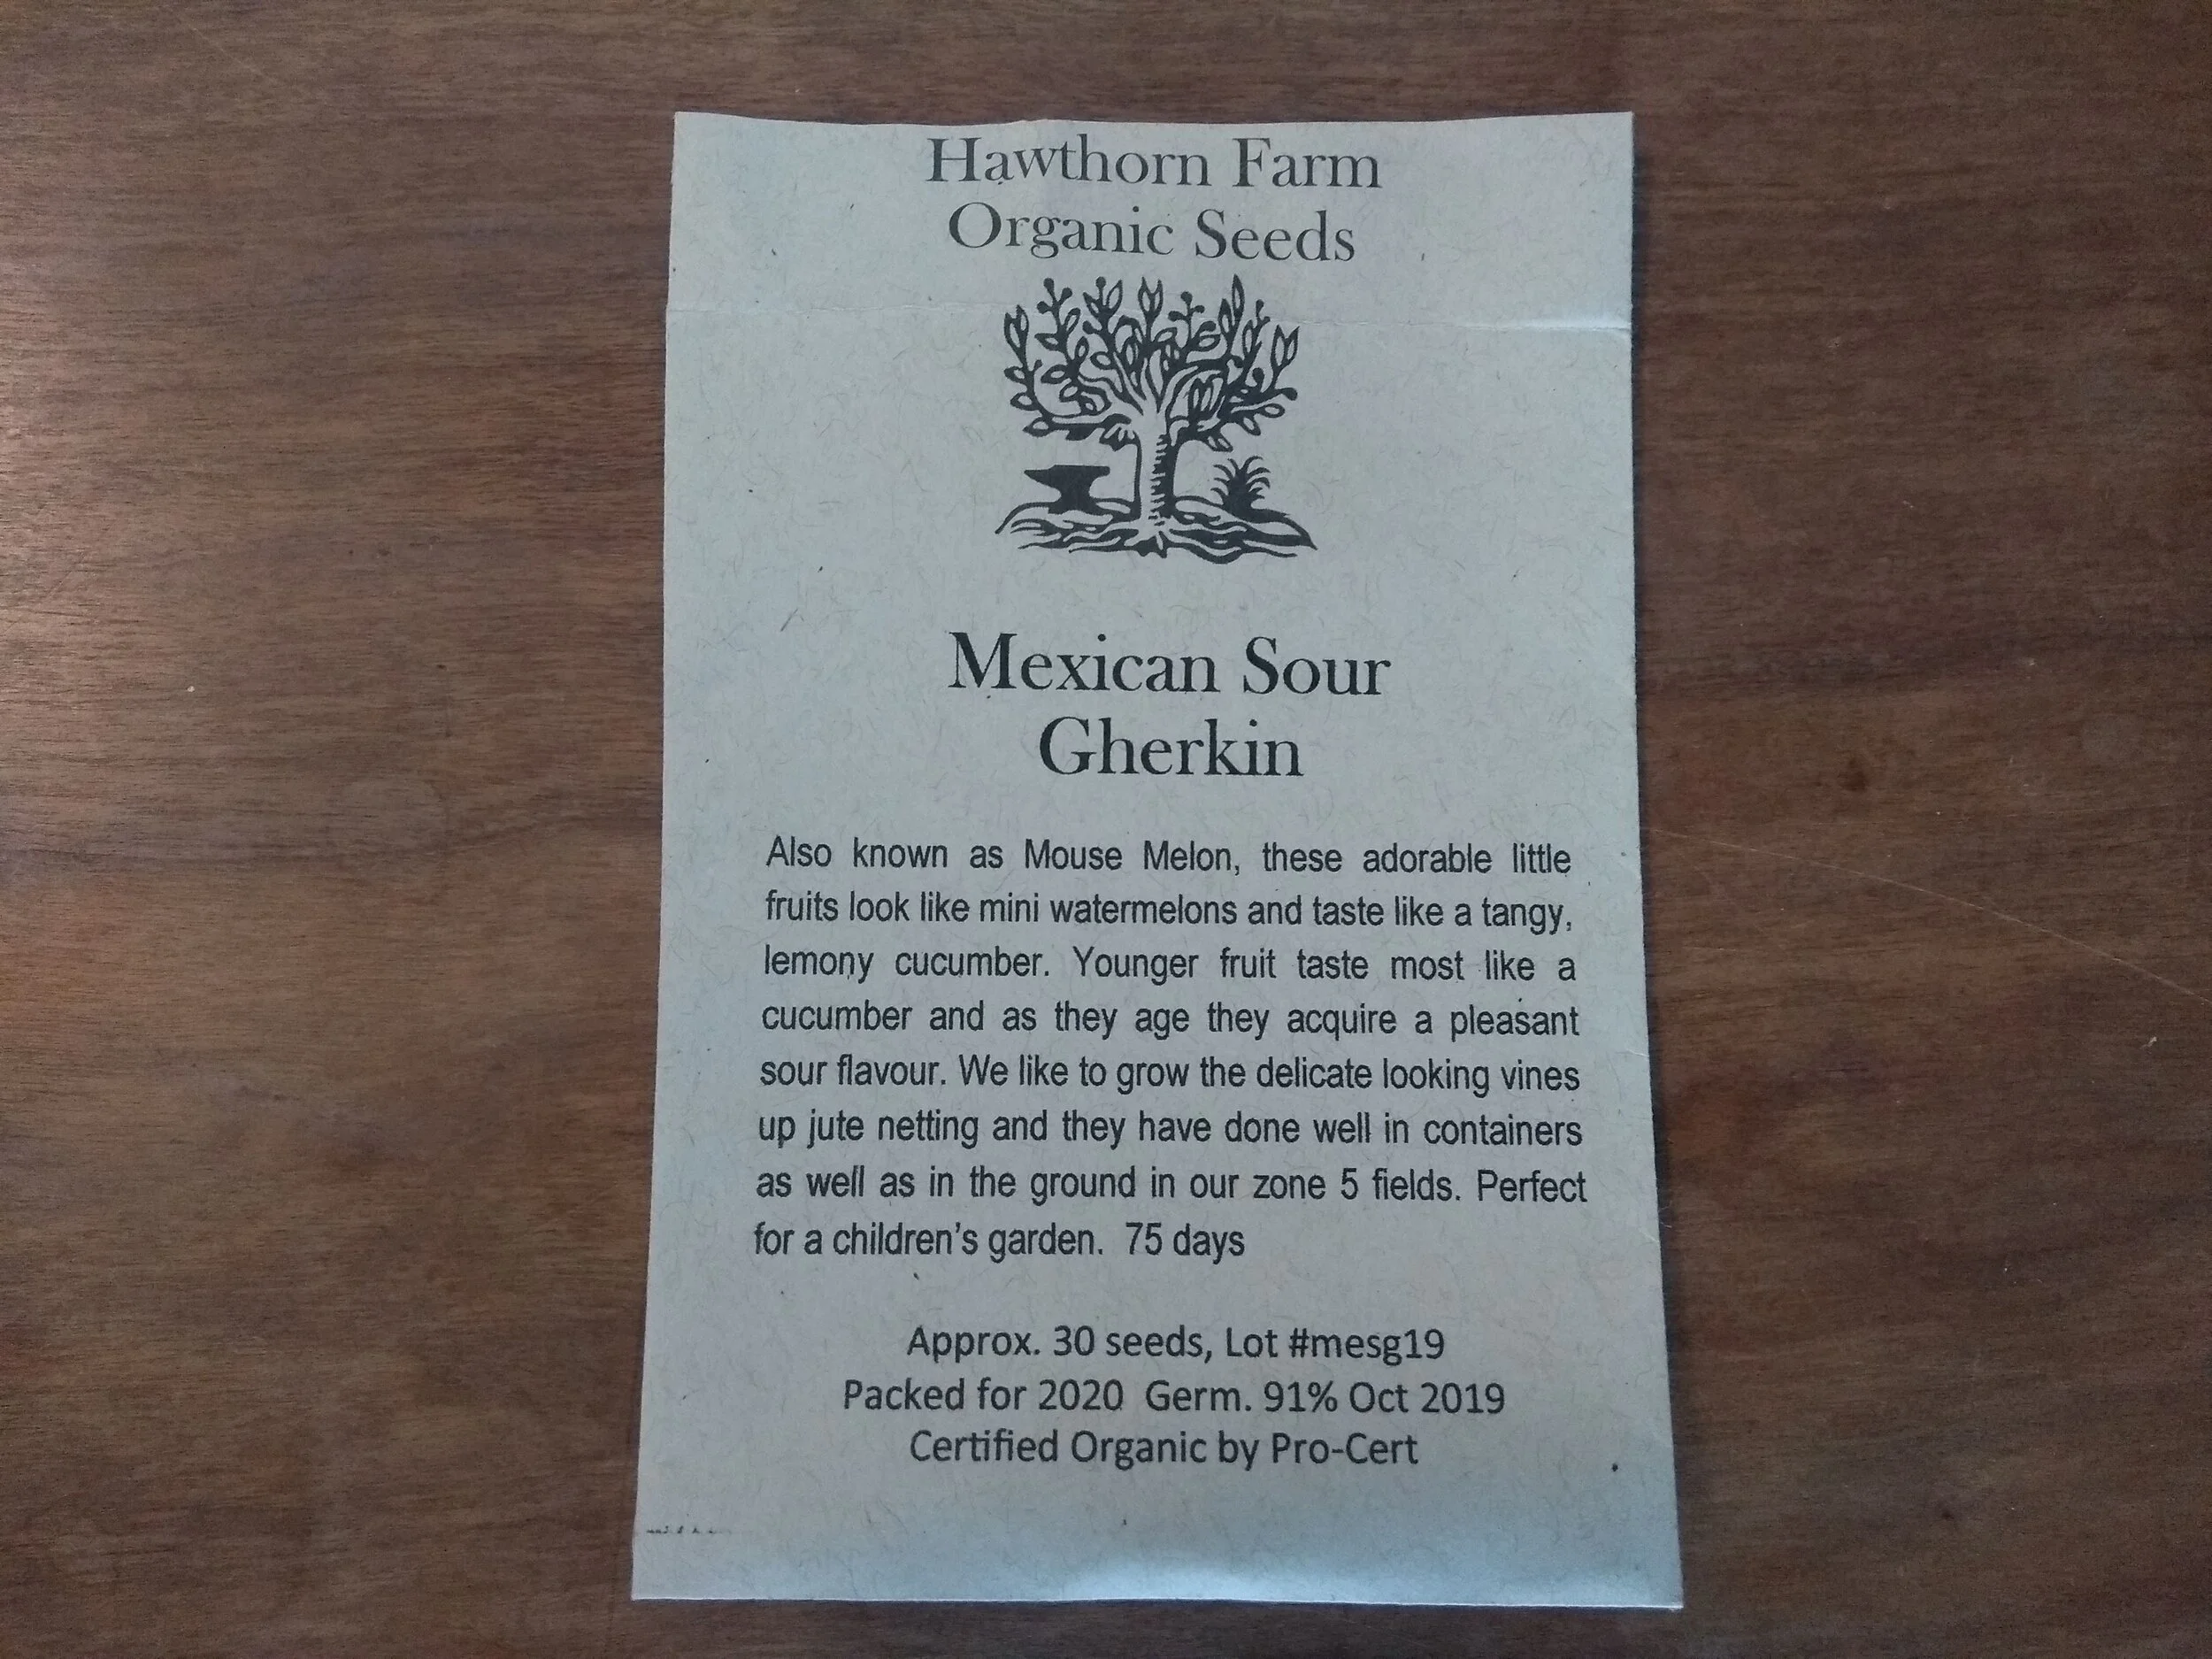 Hawthorn Farm
Organic Seeds
Mexican Sour
Gherkin
Also known as Mouse Melon, these adorable little
fruits look like mini watermelons and taste like a tangy,
lemony cucumber. Younger fruit taste most like a
cucumber and as they age they acquire a pleasant
sour flavour. We like to grow the delicate looking vines
up jute netting and they have done well in containers
as well as in the ground in our zone 5 fields. Perfect
for a children's garden.  75 days
Approx. 30 seeds, Lot #mesg19
Packed for 2020  Germ. 91% Oct 2019
Certified Organic by Pro-Cert